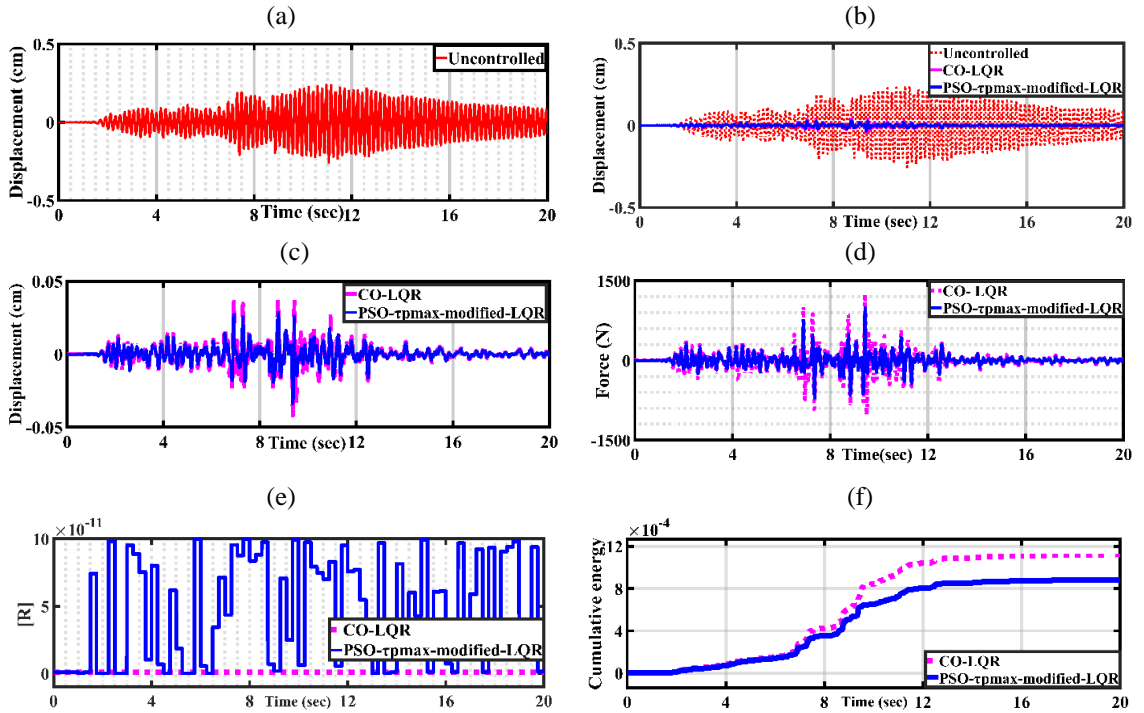 (a)
0.5
Displacement (cm)
0
-0.5
Uncontrolled
0 4 8 12 16 20
Time (sec)
(b)
0.5
Displacement (cm)
0
-0.5
Uncontrolled
CO-LQR
PSO-τpmax-modified-LQR
0 4 8 12 16 20
Time (sec)
(c)
0.05
Displacement (cm)
0
-0.05
CO-LQR
PSO-τpmax-modified-LQR
0 4 8 12 16 20
Time (sec)
(d)
1500
Force (N)
0
-1500
CO- LQR
PSO-τpmax-modified-LQR
0 4 8 12 16 20
Time(sec)
(e)
×10-11
10
[R]
5
0
CO-LQR
PSO-τpmax-modified-LQR
0 4 8 12 16 20
Time (sec)
(f)
×10-4
12
Cumulative energy
8
4
0
CO-LQR
PSO-τpmax-modified-LQR
0 4 8 12 16 20
Time (sec)